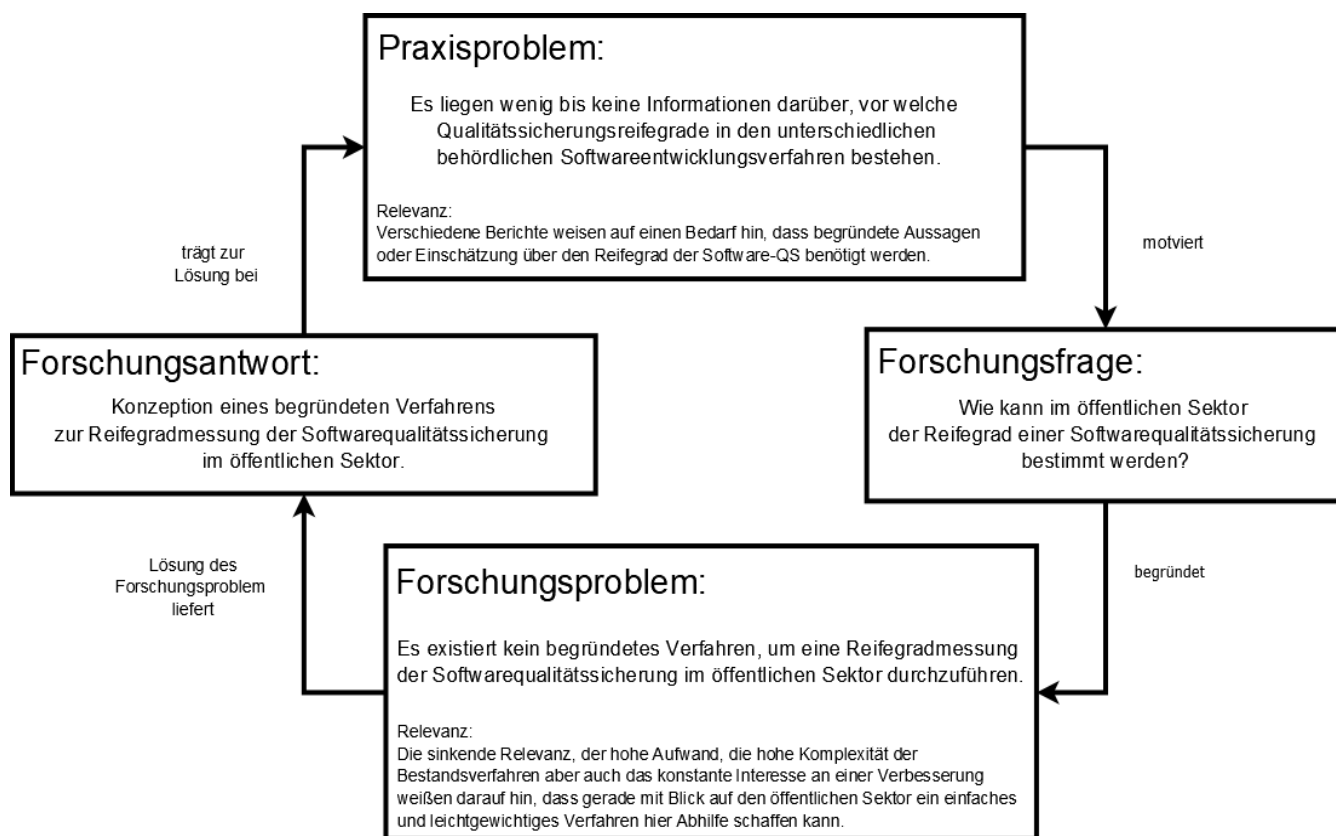 Praxisproblem:
Es liegen wenig bis keine Informationen darüber, vor welche
Qualitätssicherungsreifegrade in den unterschiedlichen
behördlichen Softwareentwicklungsverfahren bestehen.
Relevanz:
Verschiedene Berichte weisen auf einen Bedarf hin, dass begründete Aussagen
oder Einschätzung über den Reifegrad der Software-QS benötigt werden.
motviert
Forschungsfrage:
Wie kann im öffentlichen Sektor
der Reifegrad einer Softwarequalitätssicherung
bestimmt werden?
begründet
Forschungsproblem:
Es existiert kein begründetes Verfahren, um eine Reifegradmessung
der Softwarequalitätssicherung im öffentlichen Sektor durchzuführen.
Relevanz:
Die sinkende Relevanz, der hohe Aufwand, die hohe Komplexität der
Bestandsverfahren aber auch das konstante Interesse an einer Verbesserung
weißen darauf hin, dass gerade mit Blick auf den öffentlichen Sektor ein einfaches
und leichtgewichtiges Verfahren hier Abhilfe schaffen kann.
Lösung des
Forschungsproblem
liefert
Forschungsantwort:
Konzeption eines begründeten Verfahrens
zur Reifegradmessung der Softwarequalitätssicherung
im öffentlichen Sektor.
trägt zur
Lösung bei